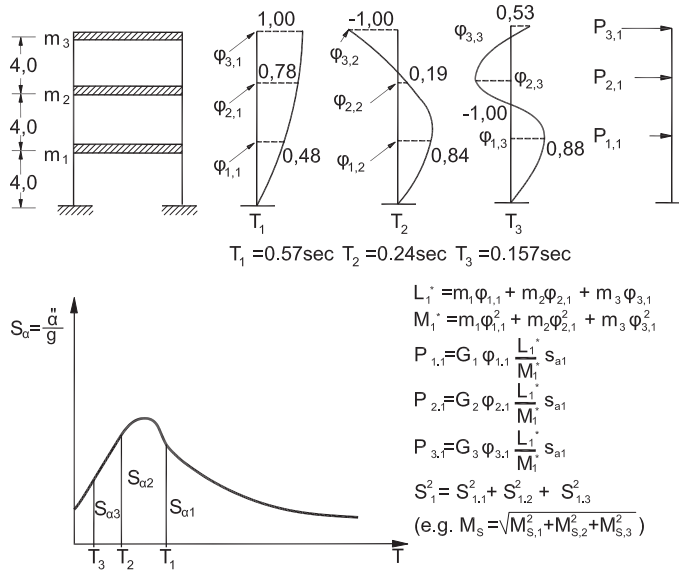 m3
4,0
m2
4,0
m1
4,0
1,00
φ3,1
0,78
φ2,1
0,48
φ1,1
T1
-1,00
φ3,2
0,19
φ2,2
0,84
φ1,2
T2
0,53
φ3,3
φ2,3
-1,00
φ1,3
0,88
T3
P3,1
P2,1
P1,1
T1=0.57sec T2=0.24sec T3=0.157sec
Sα=α̈/g
Sα3
Sα2
Sα1
T3
T2
T1
T
L1* =m1φ1,1+ m2φ2,1 + m3 φ3,1
M1* =m1φ²1,1+ m2φ²2,1 + m3 φ²3,1
P1.1=G1 φ1.1 L1*/M1* sa1
P2.1=G2 φ2.1 L1*/M1* sa1
P3.1=G3 φ3.1 L1*/M1* sa1
S²1= S²1.1+ S²1.2 + S²1.3
(e.g. MS=√M²S,1+M²S,2+M²S,3 )